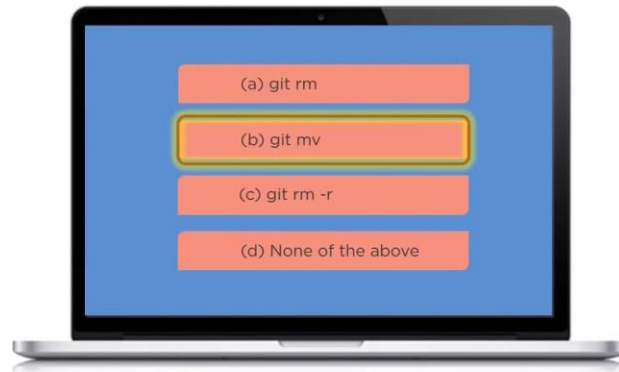 (a) git rm
(b) git mv
(c) git rm -r
(d) None of the above